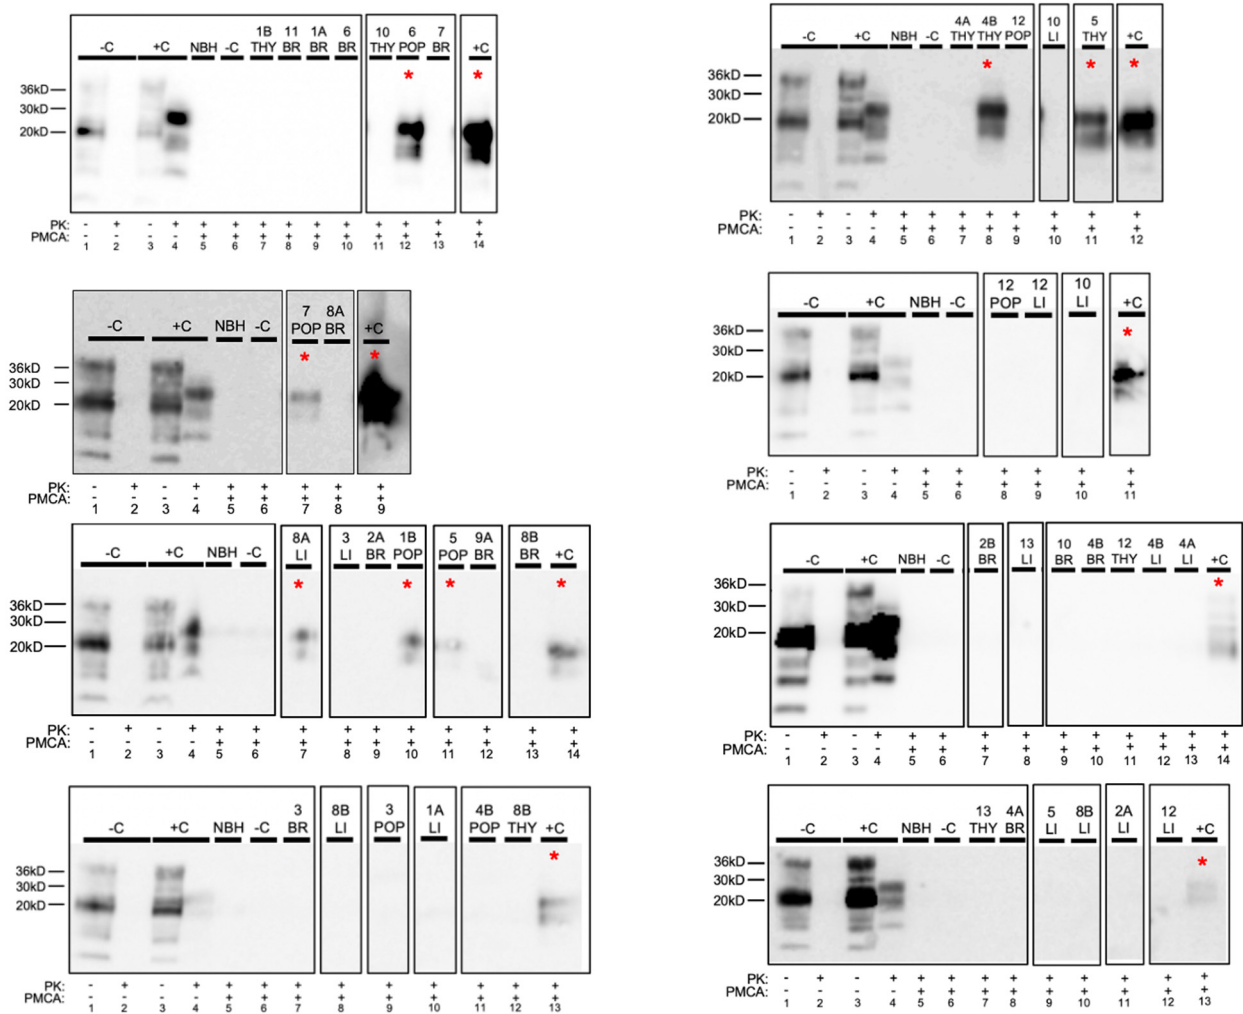 1B 11 1A 6 10 6 7
-C +C NBH -C THY BR BR BR THY POP BR +C
* *
36kD
30kD
20kD
PK: - + - + + + + + + + + + + +
PMCA: - - - - + + + + + + + + + +
1 2 3 4 5 6 7 8 9 10 11 12 13 14
4A 4B 12 10 5
-C +C NBH -C THY THY POP LI THY +C
* * *
36kD
30kD
20kD
PK: - + - + + + + + + + + +
PMCA: - - - - + + + + + + + +
1 2 3 4 5 6 7 8 9 10 11 12
7 8A
-C +C NBH -C POP BR +C
* *
36kD
30kD
20kD
PK: - + - + + + + + +
PMCA: - - - - + + + + +
1 2 3 4 5 6 7 8 9
12 12 10
-C +C NBH -C POP LI LI +C
*
36kD
30kD
20kD
PK: - + - + + + + + + +
PMCA: - - - - + + + + + +
1 2 3 4 5 6 8 9 10 11
8A 3 2A 1B 5 9A 8B
-C +C NBH -C LI LI BR POP POP BR BR +C
* * * *
36kD
30kD
20kD
PK: - + - + + + + + + + + + + +
PMCA: - - - - + + + + + + + + + +
1 2 3 4 5 6 7 8 9 10 11 12 13 14
2B 13 10 4B 12 4B 4A
-C +C NBH -C BR LI BR BR THY LI LI +C
*
36kD
30kD
20kD
PK: - + - + + + + + + + + + + +
PMCA: - - - - + + + + + + + + + +
1 2 3 4 5 6 7 8 9 10 11 12 13 14
3 8B 3 1A 4B 8B
-C +C NBH -C BR LI POP LI POP THY +C
*
36kD
30kD
20kD
PK: - + - + + + + + + + + + +
PMCA: - - - - + + + + + + + + +
1 2 3 4 5 6 7 8 9 10 11 12 13
13 4A 5 8B 2A 12
-C +C NBH -C THY BR LI LI LI LI +C
*
36kD
30kD
20kD
PK: - + - + + + + + + + + + +
PMCA: - - - - + + + + + + + + +
1 2 3 4 5 6 7 8 9 10 11 12 13